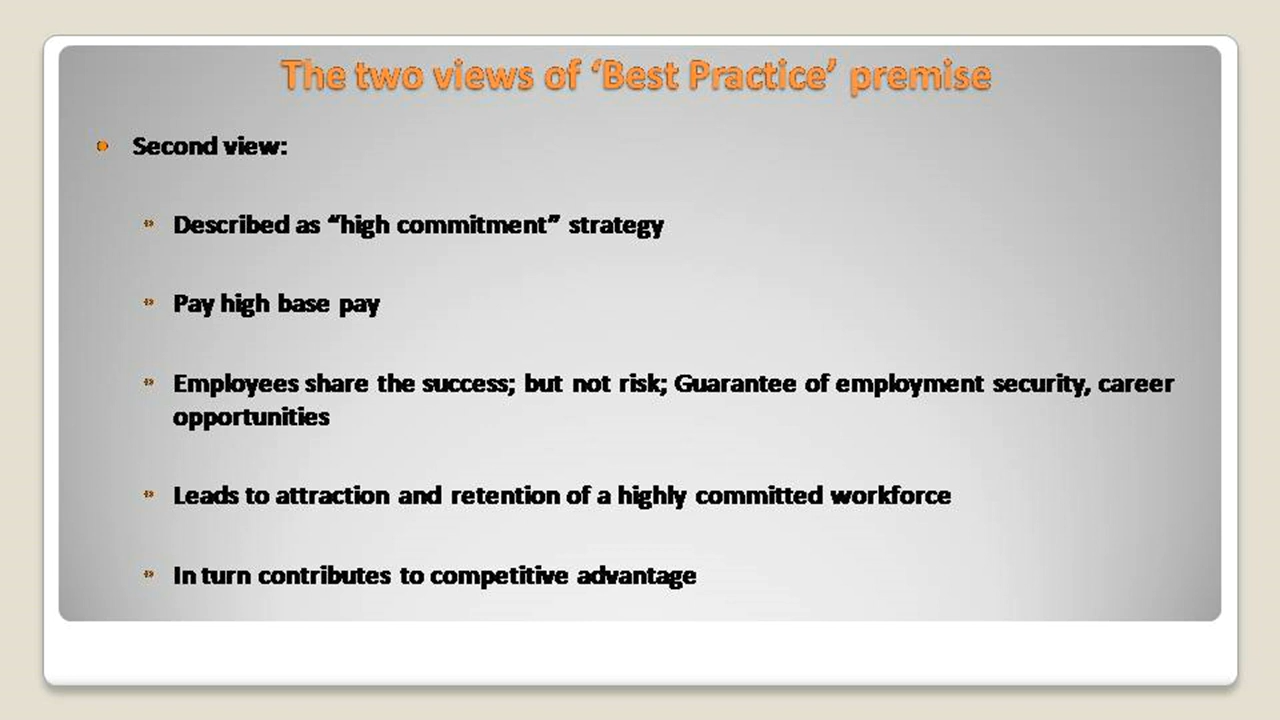 The two views of ‘Best Practice’ premise
Second view:
Described as “high commitment” strategy
Pay high base pay
Employees share the success; but not risk; Guarantee of employment security, career
opportunities
Leads to attraction and retention of a highly committed workforce
In turn contributes to competitive advantage